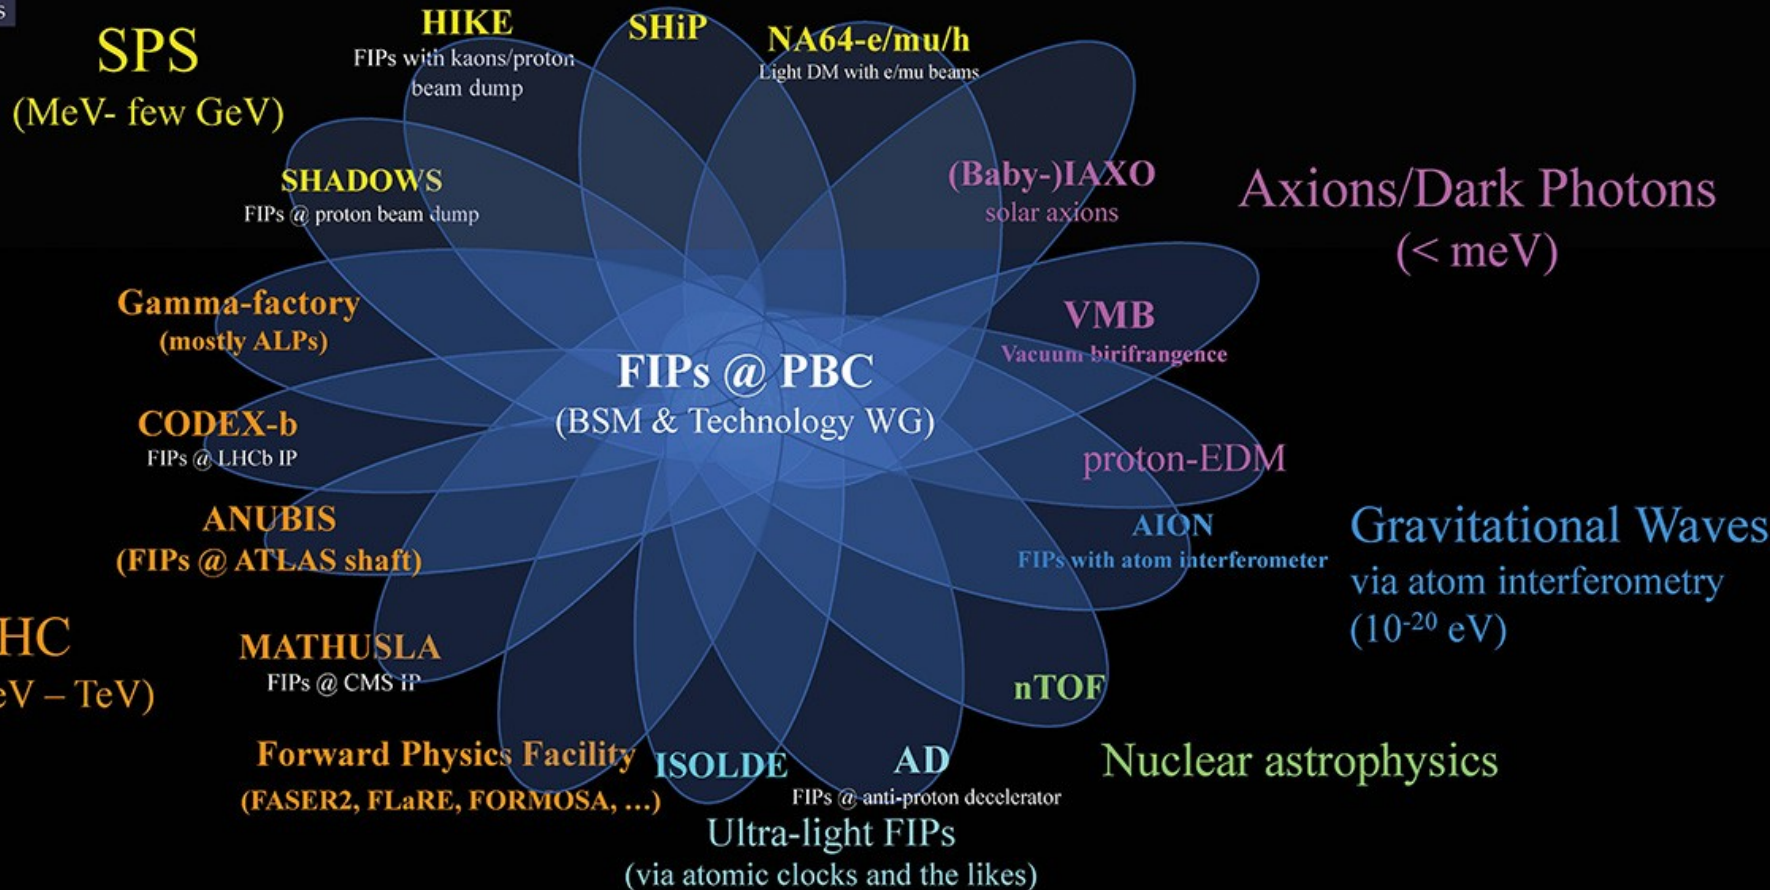 s
SPS
(MeV- few GeV)
HIKE
FIPs with kaons/proton
beam dump
SHiP
NA64-e/mu/h
Light DM with e/mu beams
SHADOWS
FIPs @ proton beam dump
(Baby-)IAXO
solar axions
Axions/Dark Photons
(< meV)
Gamma-factory
(mostly ALPs)
VMB
Vacuum birifrangence
FIPs @ PBC
(BSM & Technology WG)
CODEX-b
FIPs @ LHCb IP
proton-EDM
ANUBIS
(FIPs @ ATLAS shaft)
AION
FIPs with atom interferometer
Gravitational Waves
via atom interferometry
(10⁻²⁰ eV)
HC
eV – TeV)
MATHUSLA
FIPs @ CMS IP
nTOF
Nuclear astrophysics
Forward Physics Facility
(FASER2, FLaRE, FORMOSA, …)
ISOLDE
AD
FIPs @ anti-proton decelerator
Ultra-light FIPs
(via atomic clocks and the likes)